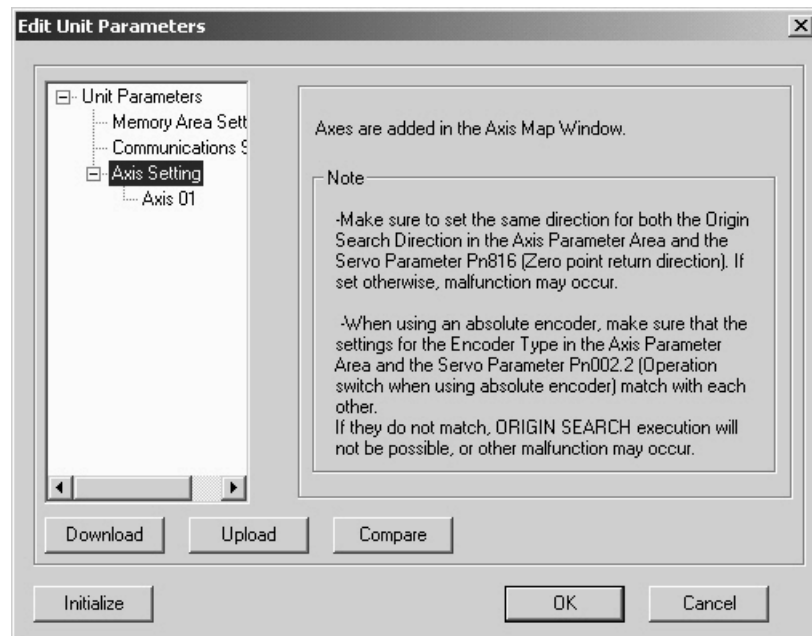 Edit Unit Parameters
Unit Parameters
Memory Area Sett
Communications S
Axis Setting
Axis 01
Axes are added in the Axis Map Window.
Note
-Make sure to set the same direction for both the Origin
Search Direction in the Axis Parameter Area and the
Servo Parameter Pn816 (Zero point return direction). If
set otherwise, malfunction may occur.
-When using an absolute encoder, make sure that the
settings for the Encoder Type in the Axis Parameter
Area and the Servo Parameter Pn002.2 (Operation
switch when using absolute encoder) match with each
other.
If they do not match, ORIGIN SEARCH execution will
not be possible, or other malfunction may occur.
Download
Upload
Compare
Initialize
OK
Cancel